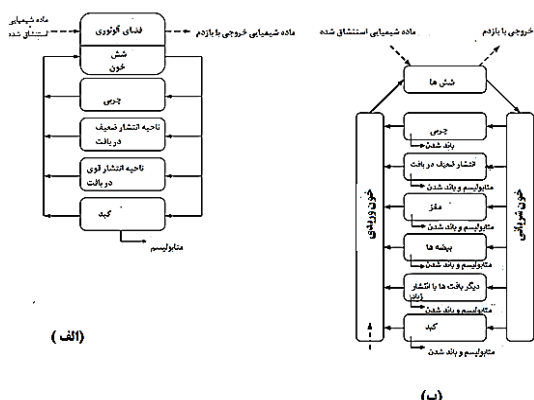 ماده شیمیایی
استنشاق شده
فضای آلوئوری
ماده شیمیایی خروجی با بازدم
شش
خون
چربی
ناحیه انتشار ضعیف
در بافت
ناحیه انتشار قوی
در بافت
کبد
متابولیسم
(الف)
ماده شیمیایی استنشاق شده
خروجی با بازدم
شش ها
خون وریدی
خون شریانی
چربی
باند شدن
انتشار ضعیف در بافت
متابولیسم و باند شدن
مغز
متابولیسم و باند شدن
بیضه ها
متابولیسم و باند شدن
دیگر بافت ها با انتشار
زیاد
متابولیسم و باند شدن
کبد
متابولیسم و باند شدن
(ب)